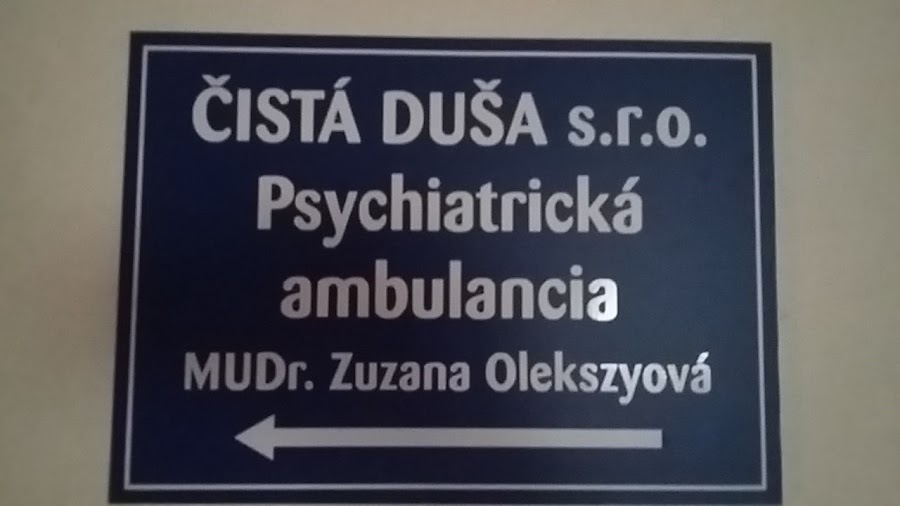 ČISTÁ DUŠA s.r.o.
Psychiatrická
ambulancia
MUDr. Zuzana Olekszyová